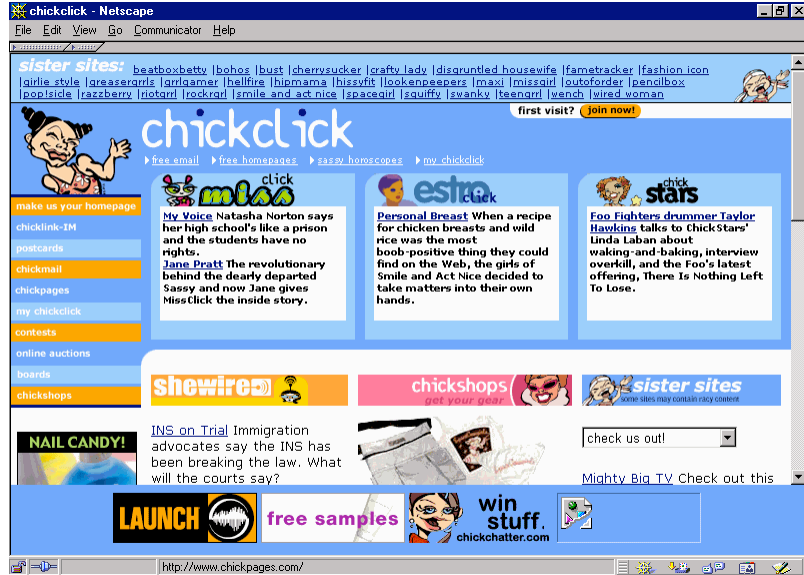 chickclick - Netscape
File Edit View Go Communicator Help
sister sites: beatboxbetty |bohos |bust |cherrysucker |crafty lady |disgruntled housewife |fametracker |fashion icon
|girlie style |greasergrrls |grrlgamer |hellfire |hipmama |hissyfit |lookenpeepers |maxi |missgirl |outoforder |pencilbox
|pop!sicle |razzberry |riotgrrl |rockrgrl |smile and act nice |spacegirl |squiffy |swanky |teengrrl |wench |wired woman
first visit? join now!
chickclick
free email free homepages sassy horoscopes my chickclick
make us your homepage
chicklink-IM
postcards
chickmail
chickpages
my chickclick
contests
online auctions
boards
chickshops
miss click
My Voice Natasha Norton says
her high school's like a prison
and the students have no
rights.
Jane Pratt The revolutionary
behind the dearly departed
Sassy and now Jane gives
MissClick the inside story.
estro click
Personal Breast When a recipe
for chicken breasts and wild
rice was the most
boob-positive thing they could
find on the Web, the girls of
Smile and Act Nice decided to
take matters into their own
hands.
chick stars
Foo Fighters drummer Taylor
Hawkins talks to ChickStars'
Linda Laban about
waking-and-baking, interview
overkill, and the Foo's latest
offering, There Is Nothing Left
To Lose.
shewired
chickshops
get your gear
sister sites
some sites may contain racy content
NAIL CANDY!
INS on Trial Immigration
advocates say the INS has
been breaking the law. What
will the courts say?
check us out!
Mighty Big TV Check out this
LAUNCH
free samples
win
stuff.
chickchatter.com
http://www.chickpages.com/